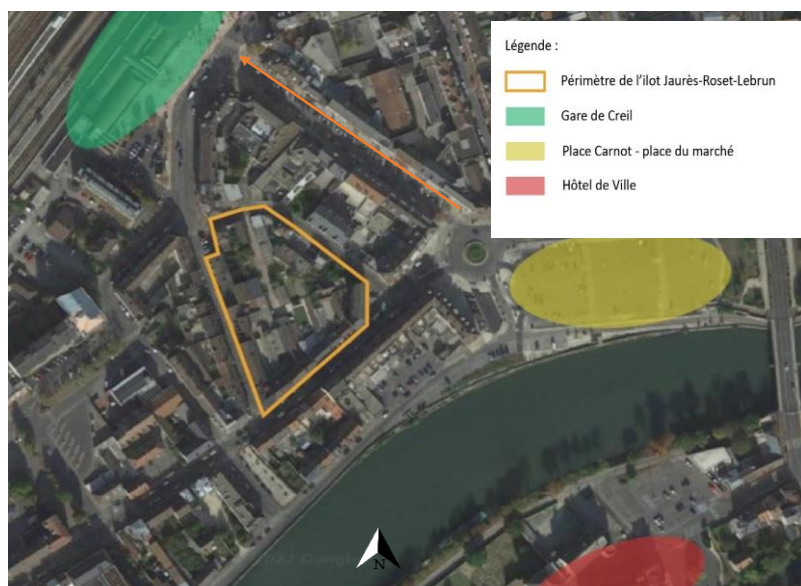 Légende :
Périmètre de l'ilot Jaurès-Roset-Lebrun
Gare de Creil
Place Carnot - place du marché
Hôtel de Ville
N